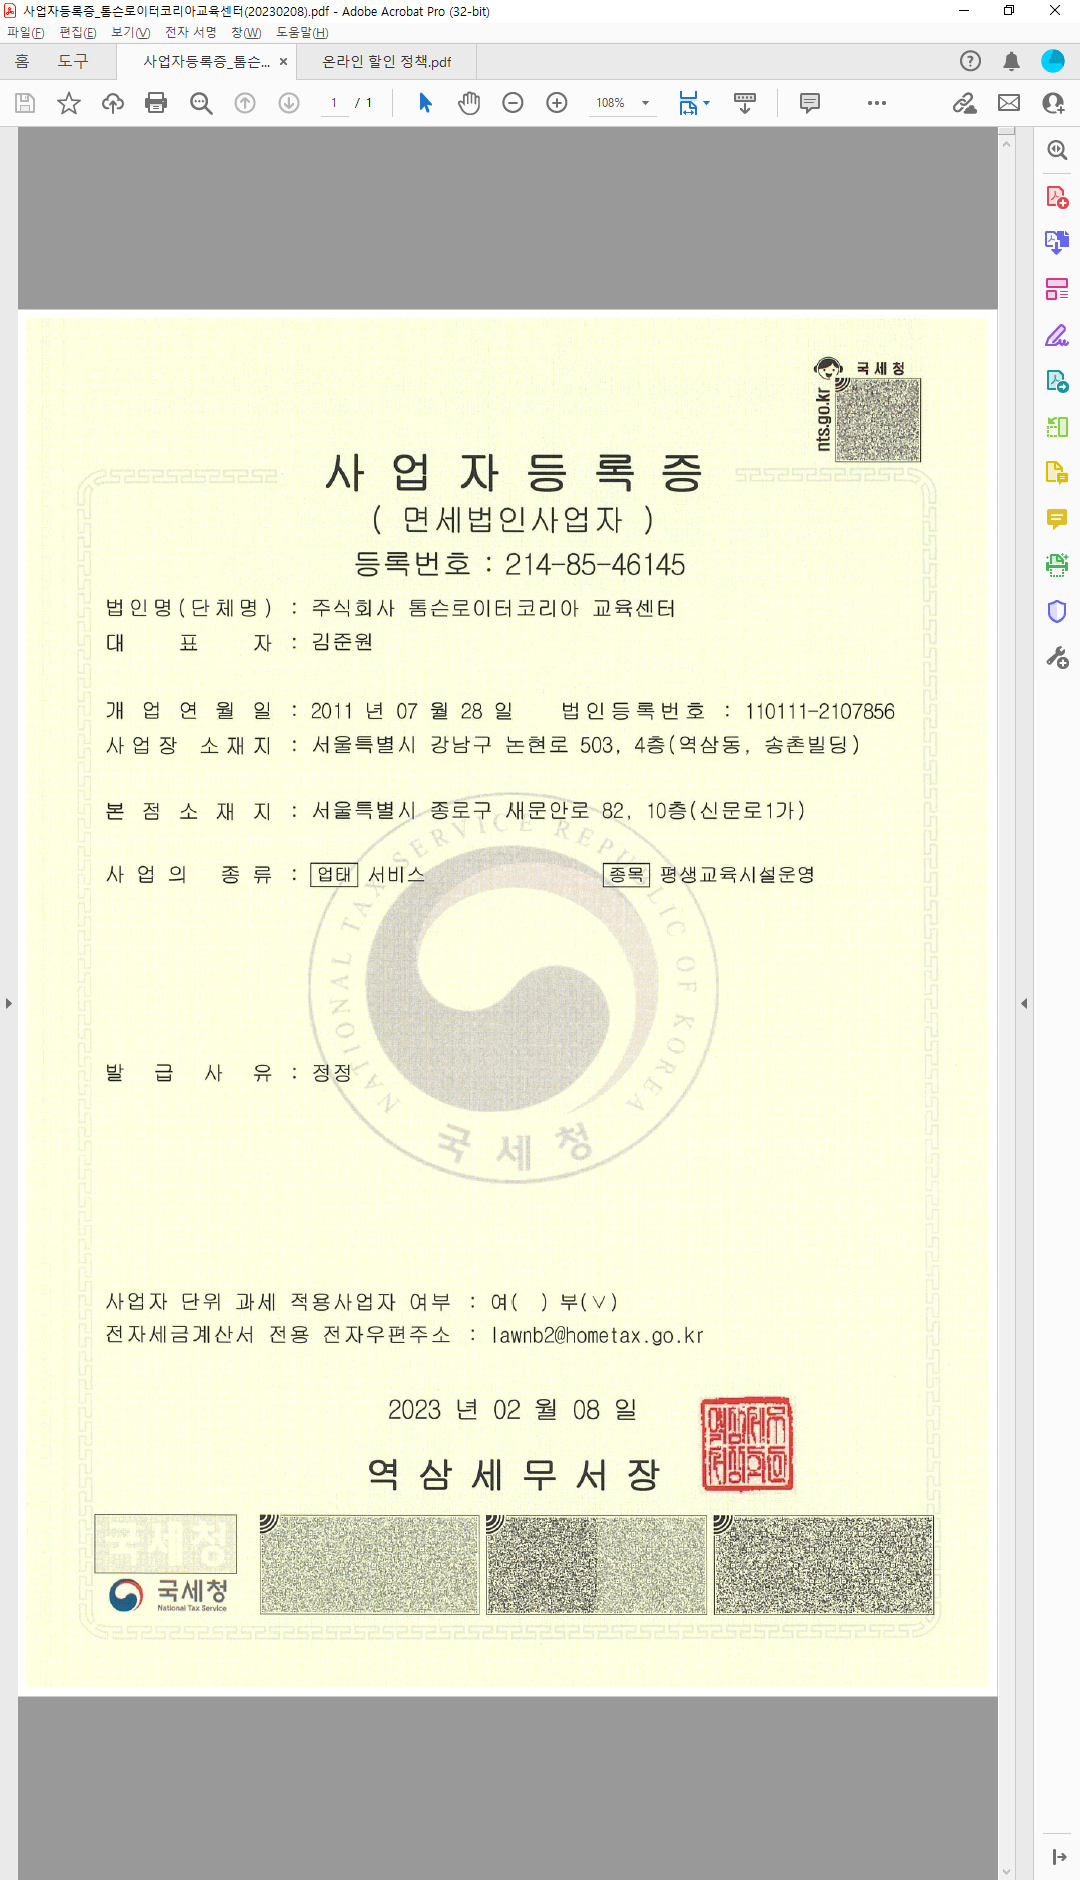 사업자등록증_톰슨로이터코리아교육센터(20230208).pdf - Adobe Acrobat Pro (32-bit)
파일(F) 편집(E) 보기(V) 전자 서명 창(W) 도움말(H)
홈 도구 사업자등록증_톰슨... × 온라인 할인 정책.pdf
1 / 1 108%
국세청
nts.go.kr
사업자등록증
( 면세법인사업자 )
등록번호 : 214-85-46145
법인명(단체명) : 주식회사 톰슨로이터코리아 교육센터
대표자 : 김준원
개업연월일 : 2011 년 07 월 28 일 법인등록번호 : 110111-2107856
사업장 소재지 : 서울특별시 강남구 논현로 503, 4층(역삼동, 송촌빌딩)
본점소재지 : 서울특별시 종로구 새문안로 82, 10층(신문로1가)
사업의 종류 : 업태 서비스 종목 평생교육시설운영
NATIONAL TAX SERVICE REPUBLIC OF KOREA
발급사유 : 정정
국세청
사업자 단위 과세 적용사업자 여부 : 여( ) 부(∨)
전자세금계산서 전용 전자우편주소 : lawnb2@hometax.go.kr
2023 년 02 월 08 일
역삼세무서장
국세청
국세청
National Tax Service